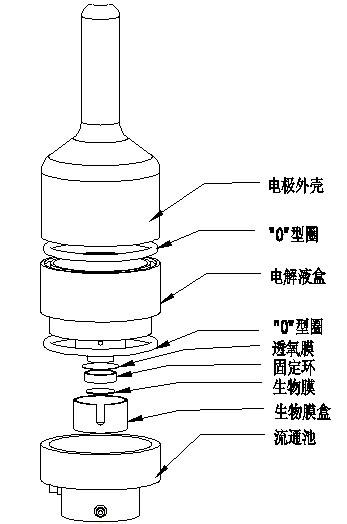 电极外壳
"O"型圈
电解液盒
"O"型圈
透氧膜
固定环
生物膜
生物膜盒
流通池